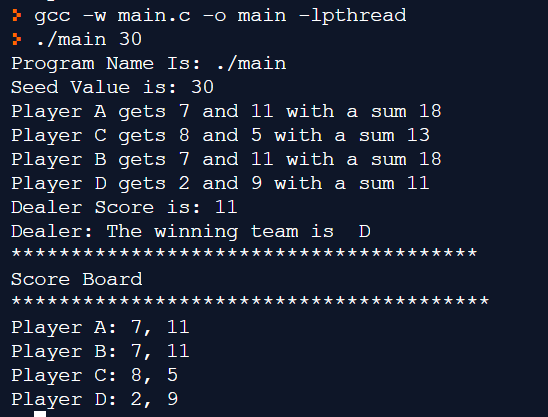 > gcc -w main.c -o main -lpthread
> ./main 30
Program Name Is: ./main
Seed Value is: 30
Player A gets 7 and 11 with a sum 18
Player C gets 8 and 5 with a sum 13
Player B gets 7 and 11 with a sum 18
Player D gets 2 and 9 with a sum 11
Dealer Score is: 11
Dealer: The winning team is  D
***************************************
Score Board
****************************************
Player A: 7, 11
Player B: 7, 11
Player C: 8, 5
Player D: 2, 9